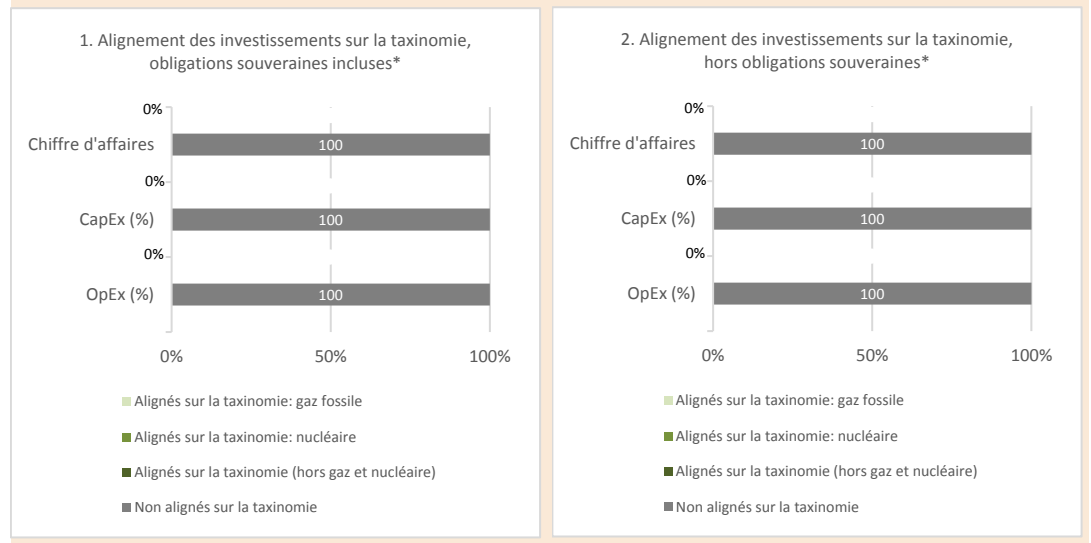 1. Alignement des investissements sur la taxinomie,
obligations souveraines incluses*
0%
Chiffre d'affaires
100
0%
CapEx (%)
100
0%
OpEx (%)
100
0%
50%
100%
Alignés sur la taxinomie: gaz fossile
Alignés sur la taxinomie: nucléaire
Alignés sur la taxinomie (hors gaz et nucléaire)
Non alignés sur la taxinomie
2. Alignement des investissements sur la taxinomie,
hors obligations souveraines*
0%
Chiffre d'affaires
100
0%
CapEx (%)
100
0%
OpEx (%)
100
0%
50%
100%
Alignés sur la taxinomie: gaz fossile
Alignés sur la taxinomie: nucléaire
Alignés sur la taxinomie (hors gaz et nucléaire)
Non alignés sur la taxinomie